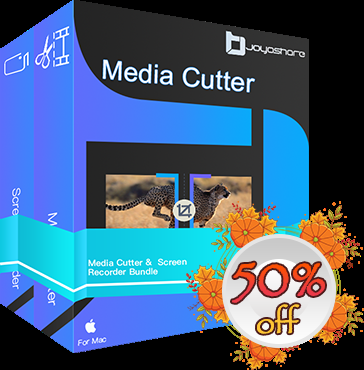 Joyoshare
Media Cutter
Media Cutter & Screen
Recorder Bundle
For Mac
50%
off